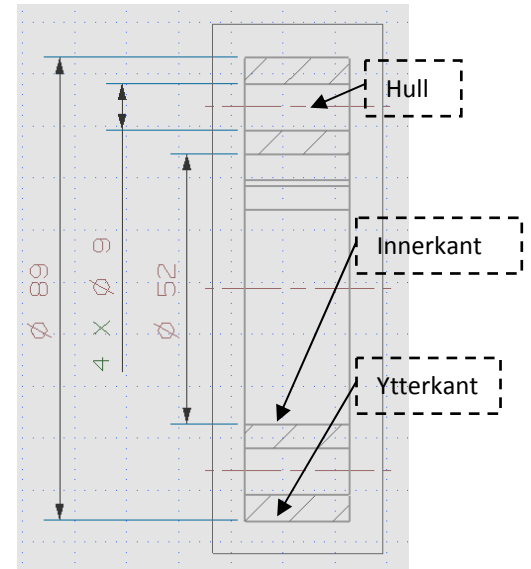 Hull
4 X Ø 9
Ø 89
Ø 52
Innerkant
Ytterkant